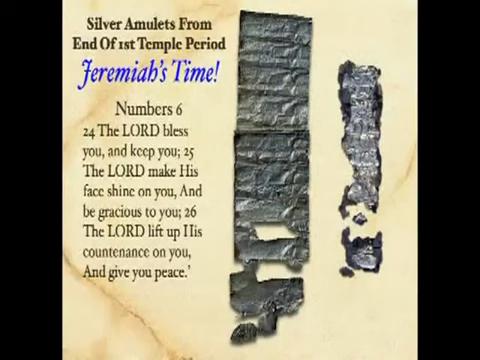 Silver Amulets From
End Of 1st Temple Period
Jeremiah's Time!
Numbers 6
24 The LORD bless
you, and keep you; 25
The LORD make His
face shine on you, And
be gracious to you; 26
The LORD lift up His
countenance on you,
And give you peace.'